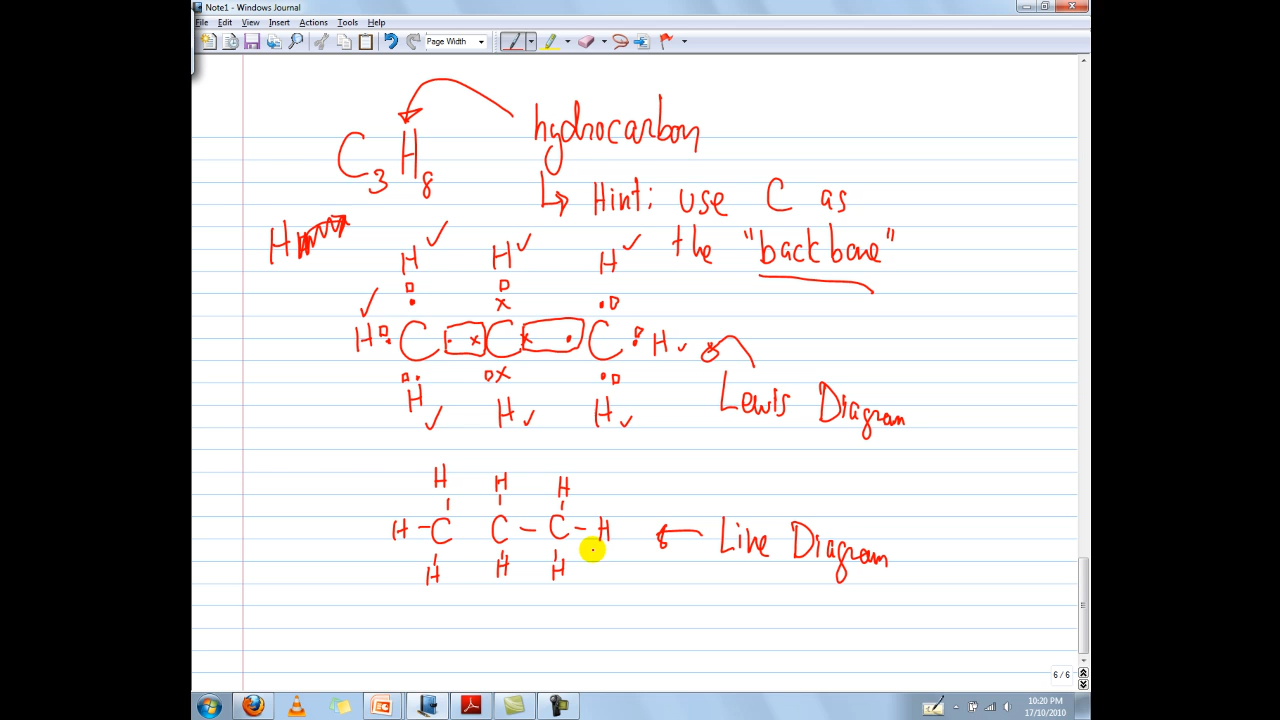 Note1 - Windows Journal
File Edit View Insert Actions Tools Help
Page Width
C3H8
hydrocarbon
Hint: use C as
the "backbone"
H
H H H
H C C C H
H H H
Lewis Diagram
H H H
H - C C - C - H
H H H
Line Diagram
6 / 6
10:20 PM
17/10/2010